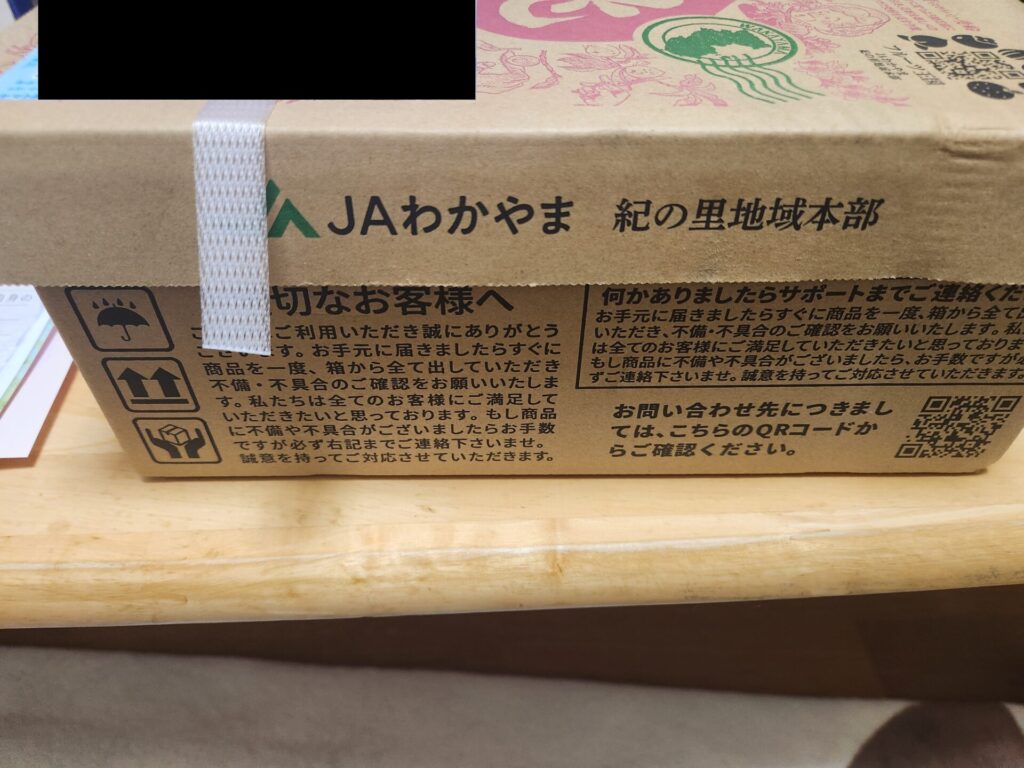 WAKAYAMA
フルーツ王国
JAわかやま 紀の里地域本部
切なお客様へ
ご利用いただき誠にありがとう
ございます。お手元に届きましたらすぐに
商品を一度、箱から全て出していただき
不備・不具合のご確認をお願いいたしま
す。私たちは全てのお客様にご満足して
いただきたいと思っております。もし商品
に不備や不具合がございましたらお手数
ですが必ず右記までご連絡下さいませ。
誠意を持ってご対応させていただきます。
何かありましたらサポートまでご連絡くだ
お手元に届きましたらすぐに商品を一度、箱から全て出
いただき、不備・不具合のご確認をお願いいたします。私
は全てのお客様にご満足していただきたいと思っておりま
もし商品に不備や不具合がございましたら、お手数ですが
ずご連絡下さいませ。誠意を持ってご対応させていただきます。
お問い合わせ先につきまし
ては、こちらのQRコードか
らご確認ください。